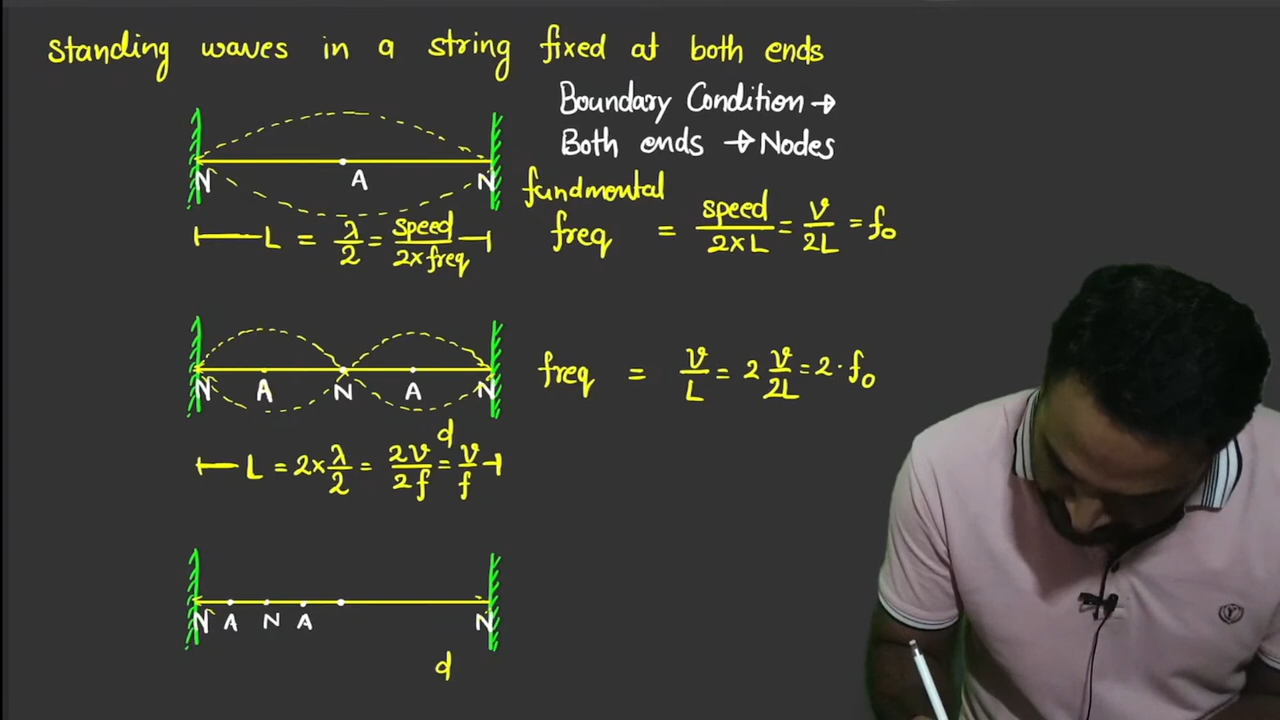 standing waves in a string fixed at both ends
Boundary Condition →
Both ends → Nodes
N A N
fundmental
freq = speed/2×L = v/2L = f₀
L = λ/2 = speed/2×freq
N A N A N
freq = v/L = 2 v/2L = 2·f₀
d
L = 2×λ/2 = 2v/2f = v/f
N A N A N
d